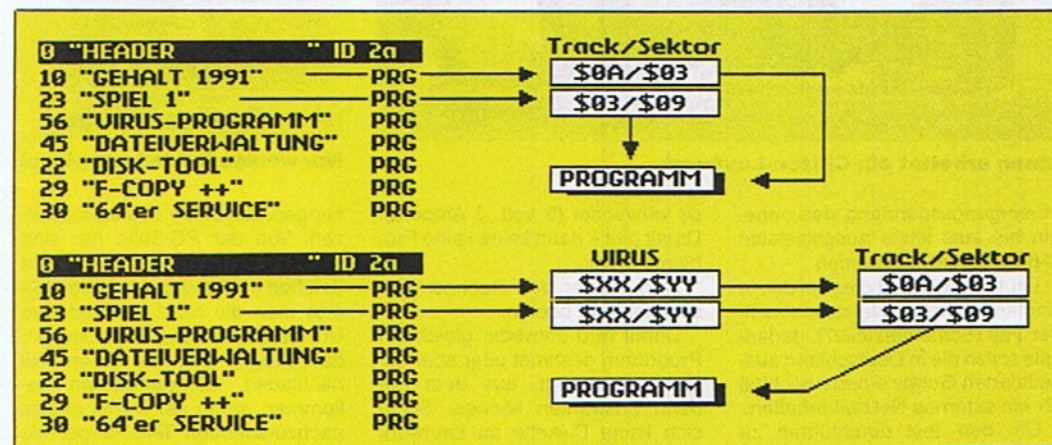 0 "HEADER " ID 2a
10 "GEHALT 1991" PRG
23 "SPIEL 1" PRG
56 "VIRUS-PROGRAMM" PRG
45 "DATEIVERWALTUNG" PRG
22 "DISK-TOOL" PRG
29 "F-COPY ++" PRG
30 "64'er SERVICE" PRG
Track/Sektor
$0A/$03
$03/$09
PROGRAMM
0 "HEADER " ID 2a
10 "GEHALT 1991" PRG
23 "SPIEL 1" PRG
56 "VIRUS-PROGRAMM" PRG
45 "DATEIVERWALTUNG" PRG
22 "DISK-TOOL" PRG
29 "F-COPY ++" PRG
30 "64'er SERVICE" PRG
VIRUS
$XX/$YY
$XX/$YY
Track/Sektor
$0A/$03
$03/$09
PROGRAMM